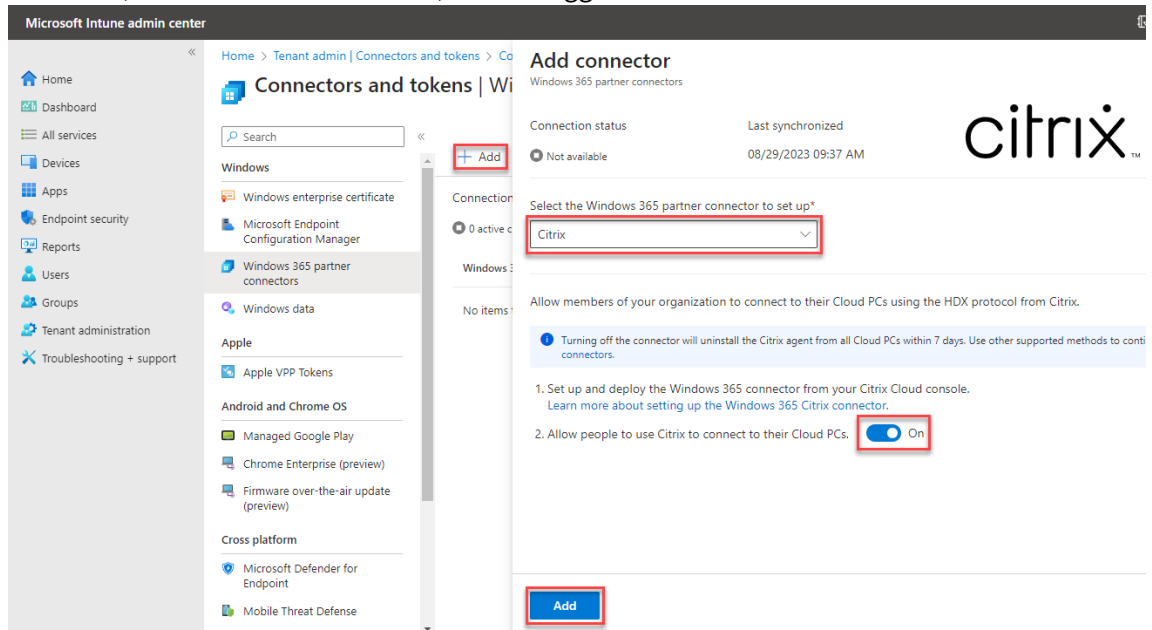 Microsoft Intune admin center
«
Home
Dashboard
All services
Devices
Apps
Endpoint security
Reports
Users
Groups
Tenant administration
Troubleshooting + support
Home > Tenant admin | Connectors and tokens > Co
Connectors and tokens | Wi
Search
«
Windows
Windows enterprise certificate
Microsoft Endpoint
Configuration Manager
Windows 365 partner
connectors
Windows data
Apple
Apple VPP Tokens
Android and Chrome OS
Managed Google Play
Chrome Enterprise (preview)
Firmware over-the-air update
(preview)
Cross platform
Microsoft Defender for
Endpoint
Mobile Threat Defense
+ Add
Connection
0 active c
Windows 3
No items
Add connector
Windows 365 partner connectors
Connection status
Last synchronized
Not available
08/29/2023 09:37 AM
citrix™
Select the Windows 365 partner connector to set up*
Citrix
Allow members of your organization to connect to their Cloud PCs using the HDX protocol from Citrix.
Turning off the connector will uninstall the Citrix agent from all Cloud PCs within 7 days. Use other supported methods to conti
connectors.
1. Set up and deploy the Windows 365 connector from your Citrix Cloud console.
Learn more about setting up the Windows 365 Citrix connector.
2. Allow people to use Citrix to connect to their Cloud PCs. On
Add